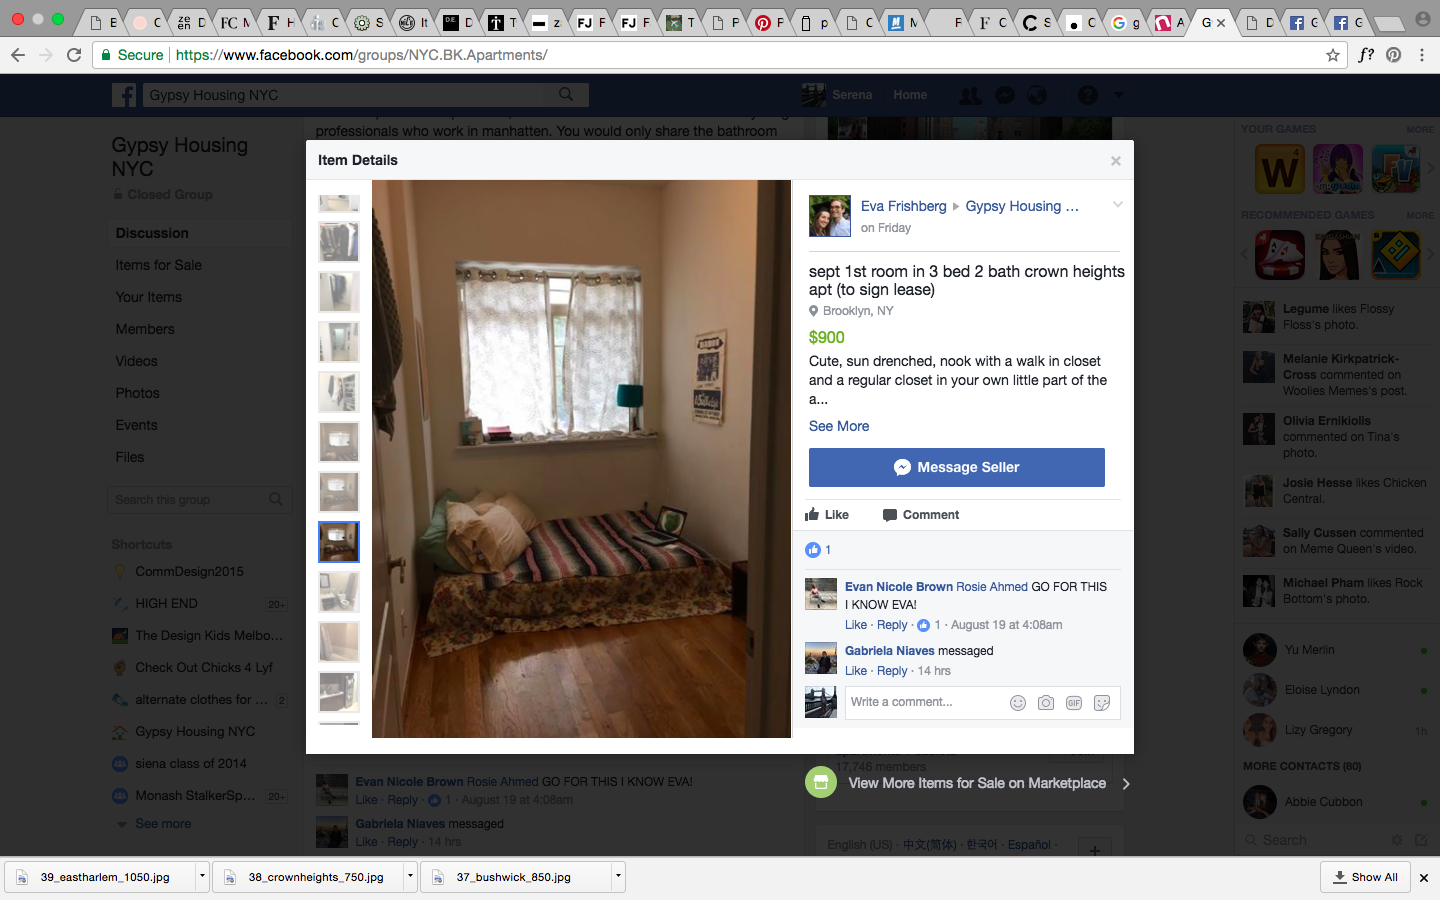 Secure https://www.facebook.com/groups/NYC.BK.Apartments/
Gypsy Housing NYC
Serena Home
Gypsy Housing
NYC
Closed Group
Discussion
Items for Sale
Your Items
Members
Videos
Photos
Events
Files
Search this group
Shortcuts
CommDesign2015
HIGH END 20+
The Design Kids Melbo...
Check Out Chicks 4 Lyf
alternate clothes for ... 2
Gypsy Housing NYC
siena class of 2014
Monash StalkerSp... 20+
See more
professionals who work in manhatten. You would only share the bathroom
Item Details
Eva Frishberg Gypsy Housing ...
on Friday
sept 1st room in 3 bed 2 bath crown heights
apt (to sign lease)
Brooklyn, NY
$900
Cute, sun drenched, nook with a walk in closet
and a regular closet in your own little part of the
a...
See More
Message Seller
Like Comment
1
Evan Nicole Brown Rosie Ahmed GO FOR THIS
I KNOW EVA!
Like · Reply · 1 · August 19 at 4:08am
Gabriela Niaves messaged
Like · Reply · 14 hrs
Write a comment...
GIF
17,746 members
View More Items for Sale on Marketplace
Evan Nicole Brown Rosie Ahmed GO FOR THIS I KNOW EVA!
Like · Reply · 1 · August 19 at 4:08am
Gabriela Niaves messaged
Like · Reply · 14 hrs
English (US) · 中文(简体) · 한국어 · Español ·
YOUR GAMES MORE
RECOMMENDED GAMES MORE
Legume likes Flossy
Floss's photo.
Melanie Kirkpatrick-
Cross commented on
Woolies Memes's post.
Olivia Ernikiolis
commented on Tina's
photo.
Josie Hesse likes Chicken
Central.
Sally Cussen commented
on Meme Queen's video.
Michael Pham likes Rock
Bottom's photo.
Yu Merlin
Eloise Lyndon
Lizy Gregory 1h
MORE CONTACTS (80)
Abbie Cubbon
Search
39_eastharlem_1050.jpg 38_crownheights_750.jpg 37_bushwick_850.jpg Show All